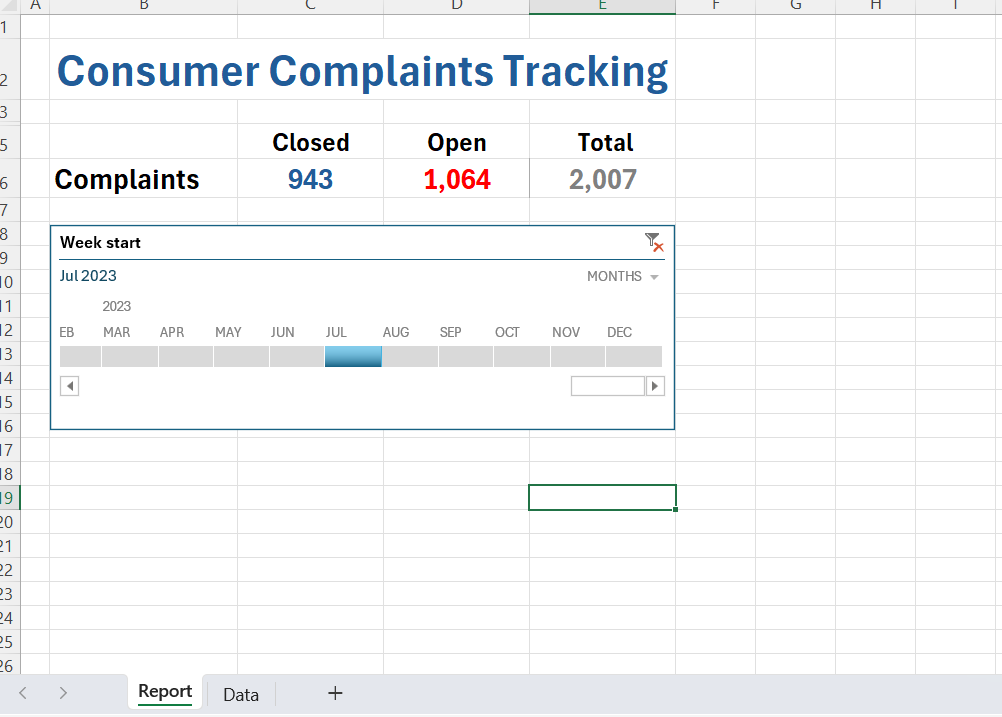 A B C D E F G H I
1
2 Consumer Complaints Tracking
3
5 Closed Open Total
6 Complaints 943 1,064 2,007
7
8 Week start
9
10 Jul 2023 MONTHS
11 2023
12 EB MAR APR MAY JUN JUL AUG SEP OCT NOV DEC
13
14
15
16
17
18
19
20
21
22
23
24
25
26
Report Data +